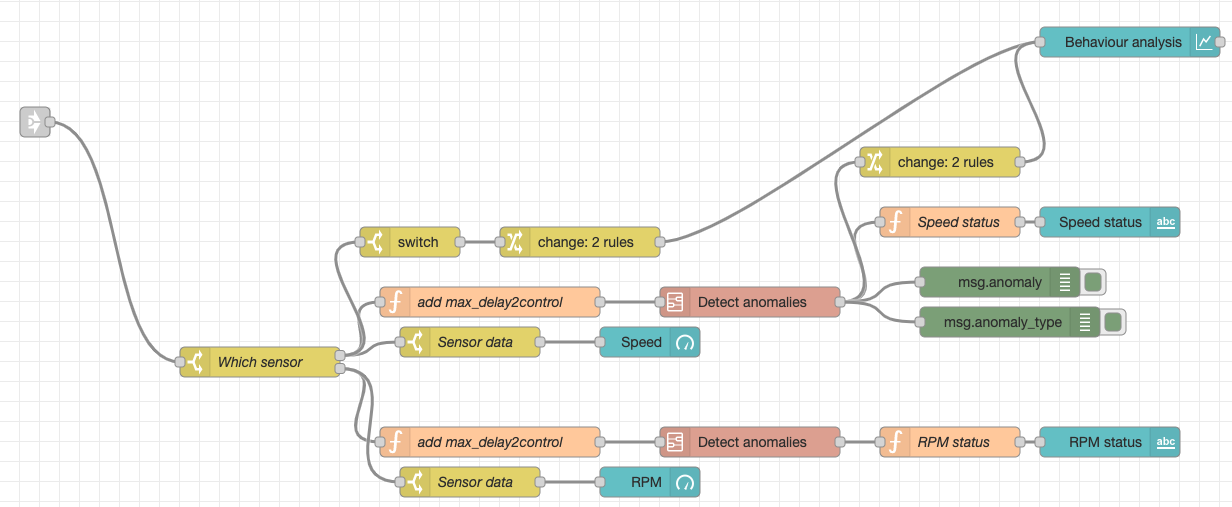 Behaviour analysis
change: 2 rules
Speed status
Speed status abc
switch
change: 2 rules
msg.anomaly
add max_delay2control
Detect anomalies
msg.anomaly_type
Sensor data
Speed
Which sensor
add max_delay2control
Detect anomalies
RPM status
RPM status abc
Sensor data
RPM